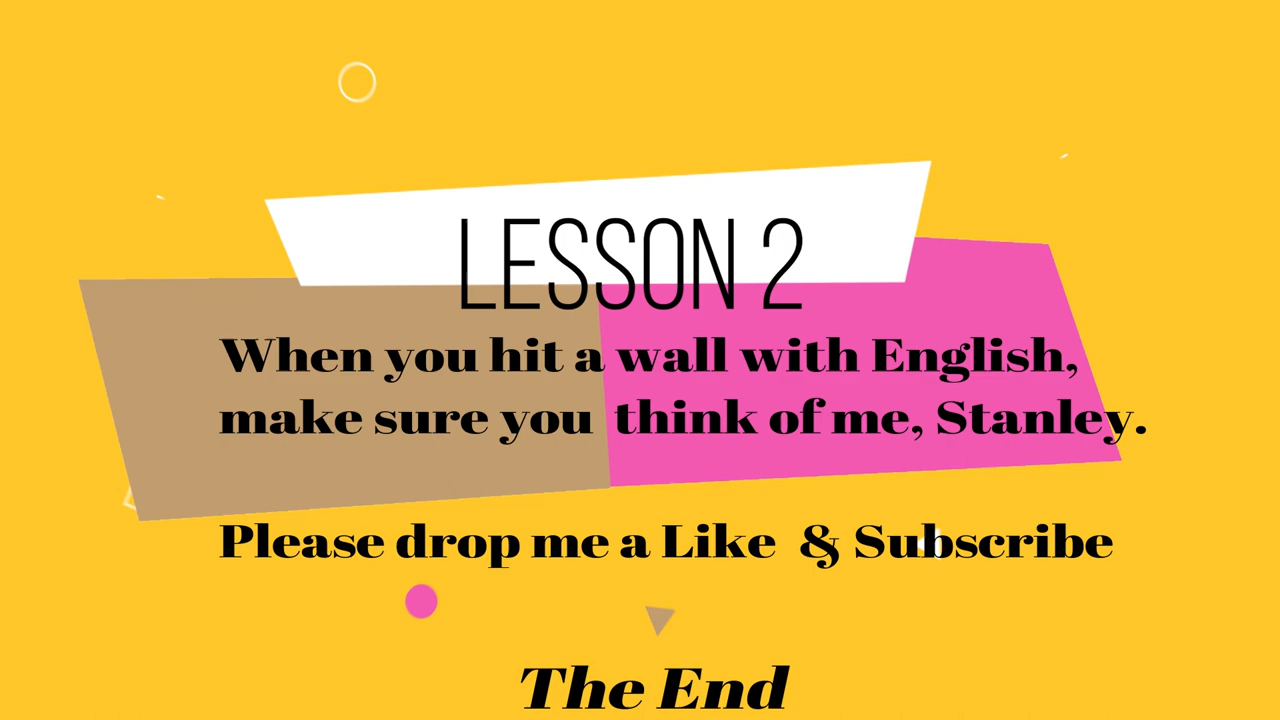 LESSON 2
When you hit a wall with English,
make sure you think of me, Stanley.
Please drop me a Like & Subscribe
The End